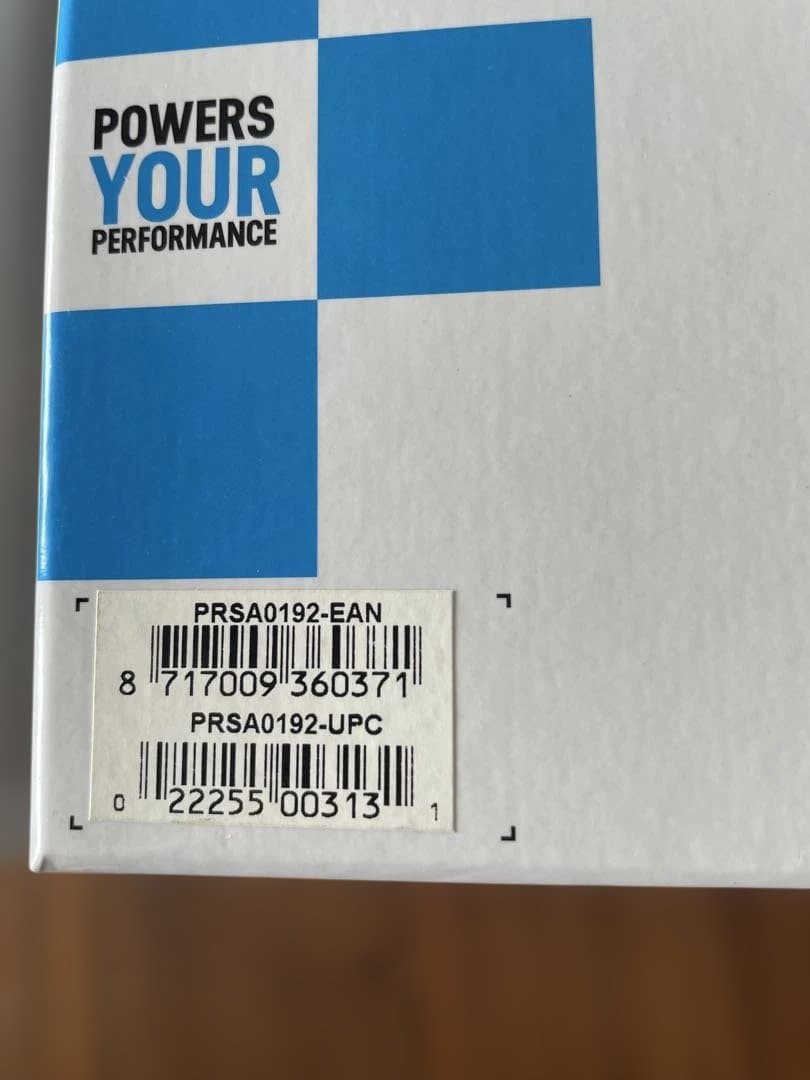 POWERS
YOUR
PERFORMANCE
PRSA0192-EAN
8 717009 360371
PRSA0192-UPC
0 22255 00313 1